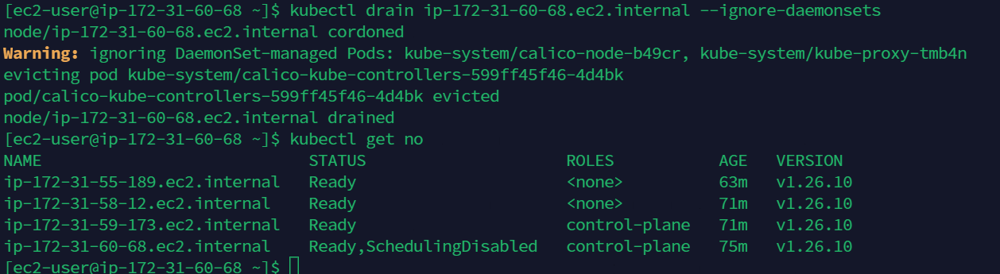 [ec2-user@ip-172-31-60-68 ~]$ kubectl drain ip-172-31-60-68.ec2.internal --ignore-daemonsets
node/ip-172-31-60-68.ec2.internal cordoned
Warning: ignoring DaemonSet-managed Pods: kube-system/calico-node-b49cr, kube-system/kube-proxy-tmb4n
evicting pod kube-system/calico-kube-controllers-599ff45f46-4d4bk
pod/calico-kube-controllers-599ff45f46-4d4bk evicted
node/ip-172-31-60-68.ec2.internal drained
[ec2-user@ip-172-31-60-68 ~]$ kubectl get no
NAME STATUS ROLES AGE VERSION
ip-172-31-55-189.ec2.internal Ready <none> 63m v1.26.10
ip-172-31-58-12.ec2.internal Ready <none> 71m v1.26.10
ip-172-31-59-173.ec2.internal Ready control-plane 71m v1.26.10
ip-172-31-60-68.ec2.internal Ready,SchedulingDisabled control-plane 75m v1.26.10
[ec2-user@ip-172-31-60-68 ~]$